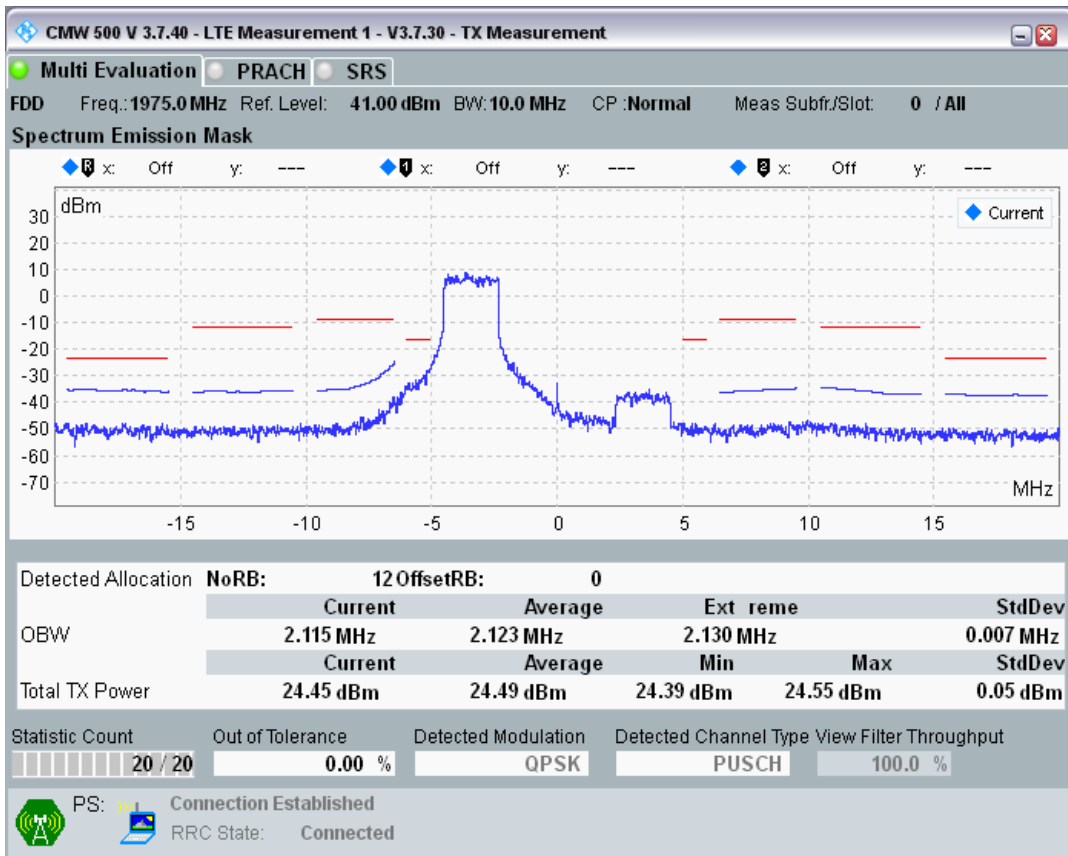 CMW 500 V 3.7.40 - LTE Measurement 1 - V3.7.30 - TX Measurement
Multi Evaluation PRACH SRS
FDD Freq.: 1975.0 MHz Ref. Level: 41.00 dBm BW: 10.0 MHz CP :Normal Meas Subfr./Slot: 0 / All
Spectrum Emission Mask
R x: Off y: --- 1 x: Off y: --- 2 x: Off y: ---
dBm
Current
30
20
10
0
-10
-20
-30
-40
-50
-60
-70
MHz
-15 -10 -5 0 5 10 15
Detected Allocation NoRB: 12 OffsetRB: 0
Current Average Ext reme StdDev
OBW 2.115 MHz 2.123 MHz 2.130 MHz 0.007 MHz
Current Average Min Max StdDev
Total TX Power 24.45 dBm 24.49 dBm 24.39 dBm 24.55 dBm 0.05 dBm
Statistic Count Out of Tolerance Detected Modulation Detected Channel Type View Filter Throughput
20 / 20 0.00 % QPSK PUSCH 100.0 %
PS: Connection Established
RRC State: Connected